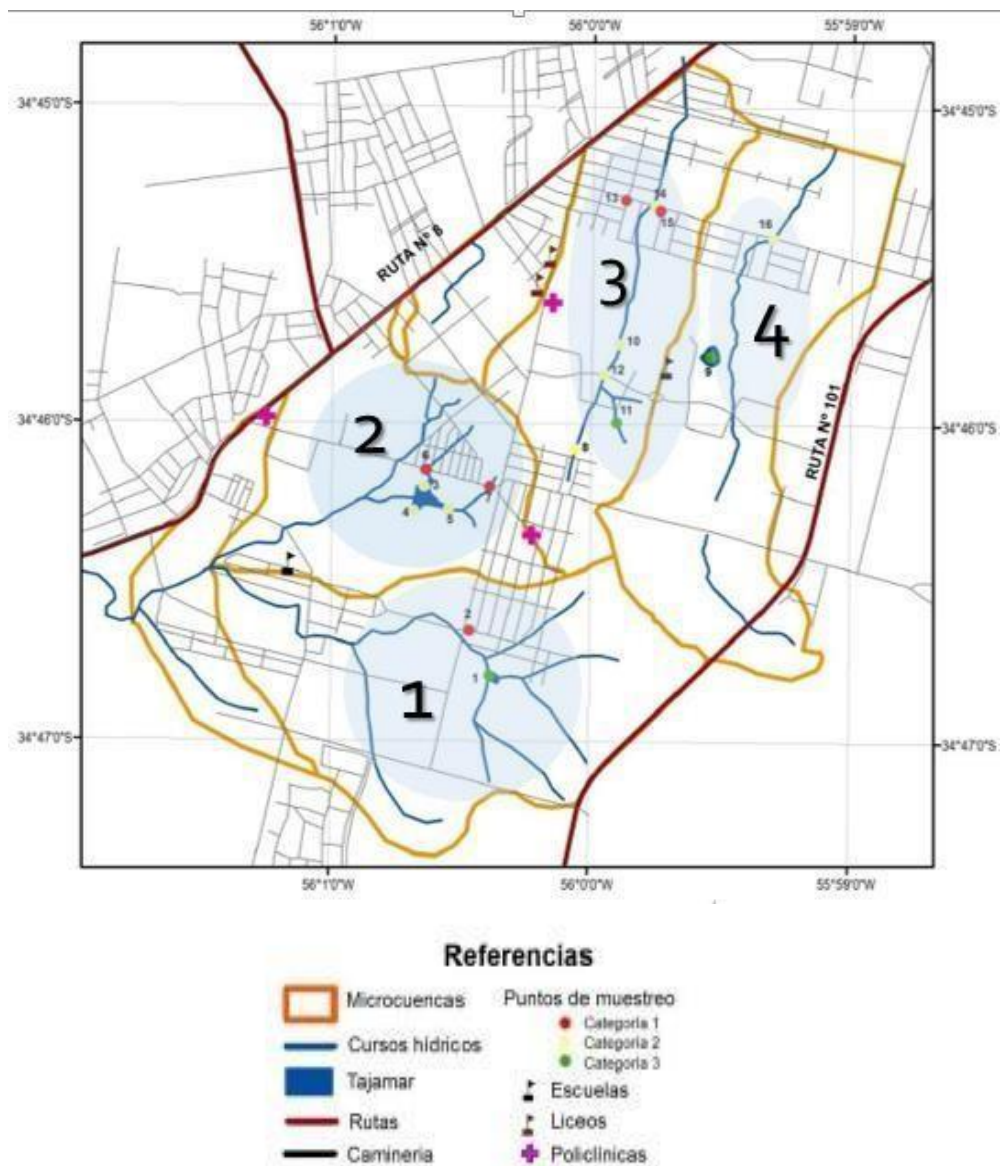 56°1'0"W 56°0'0"W 55°59'0"W
34°45'0"S 34°45'0"S
RUTA Nº 8
13 14
15
16
3
4
10
12
9
11
34°46'0"S 34°46'0"S
2
8
6
3
7
4 5
RUTA Nº 101
2
1
1
34°47'0"S 34°47'0"S
56°1'0"W 56°0'0"W 55°59'0"W
Referencias
Microcuencas
Cursos hídricos
Tajamar
Rutas
Caminería
Puntos de muestreo
Categoría 1
Categoría 2
Categoría 3
Escuelas
Liceos
Policlínicas